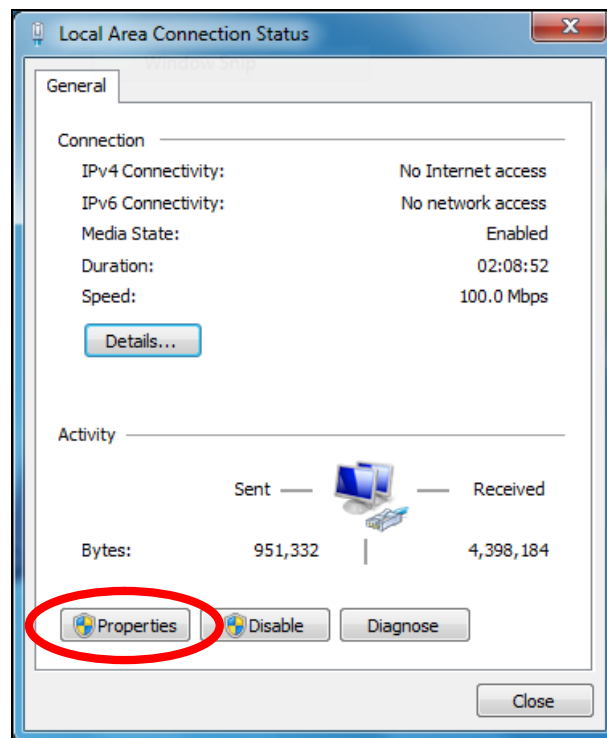 Local Area Connection Status
X
Window Snip
General
Connection
IPv4 Connectivity: No Internet access
IPv6 Connectivity: No network access
Media State: Enabled
Duration: 02:08:52
Speed: 100.0 Mbps
Details...
Activity
Sent Received
Bytes: 951,332 4,398,184
Properties Disable Diagnose
Close